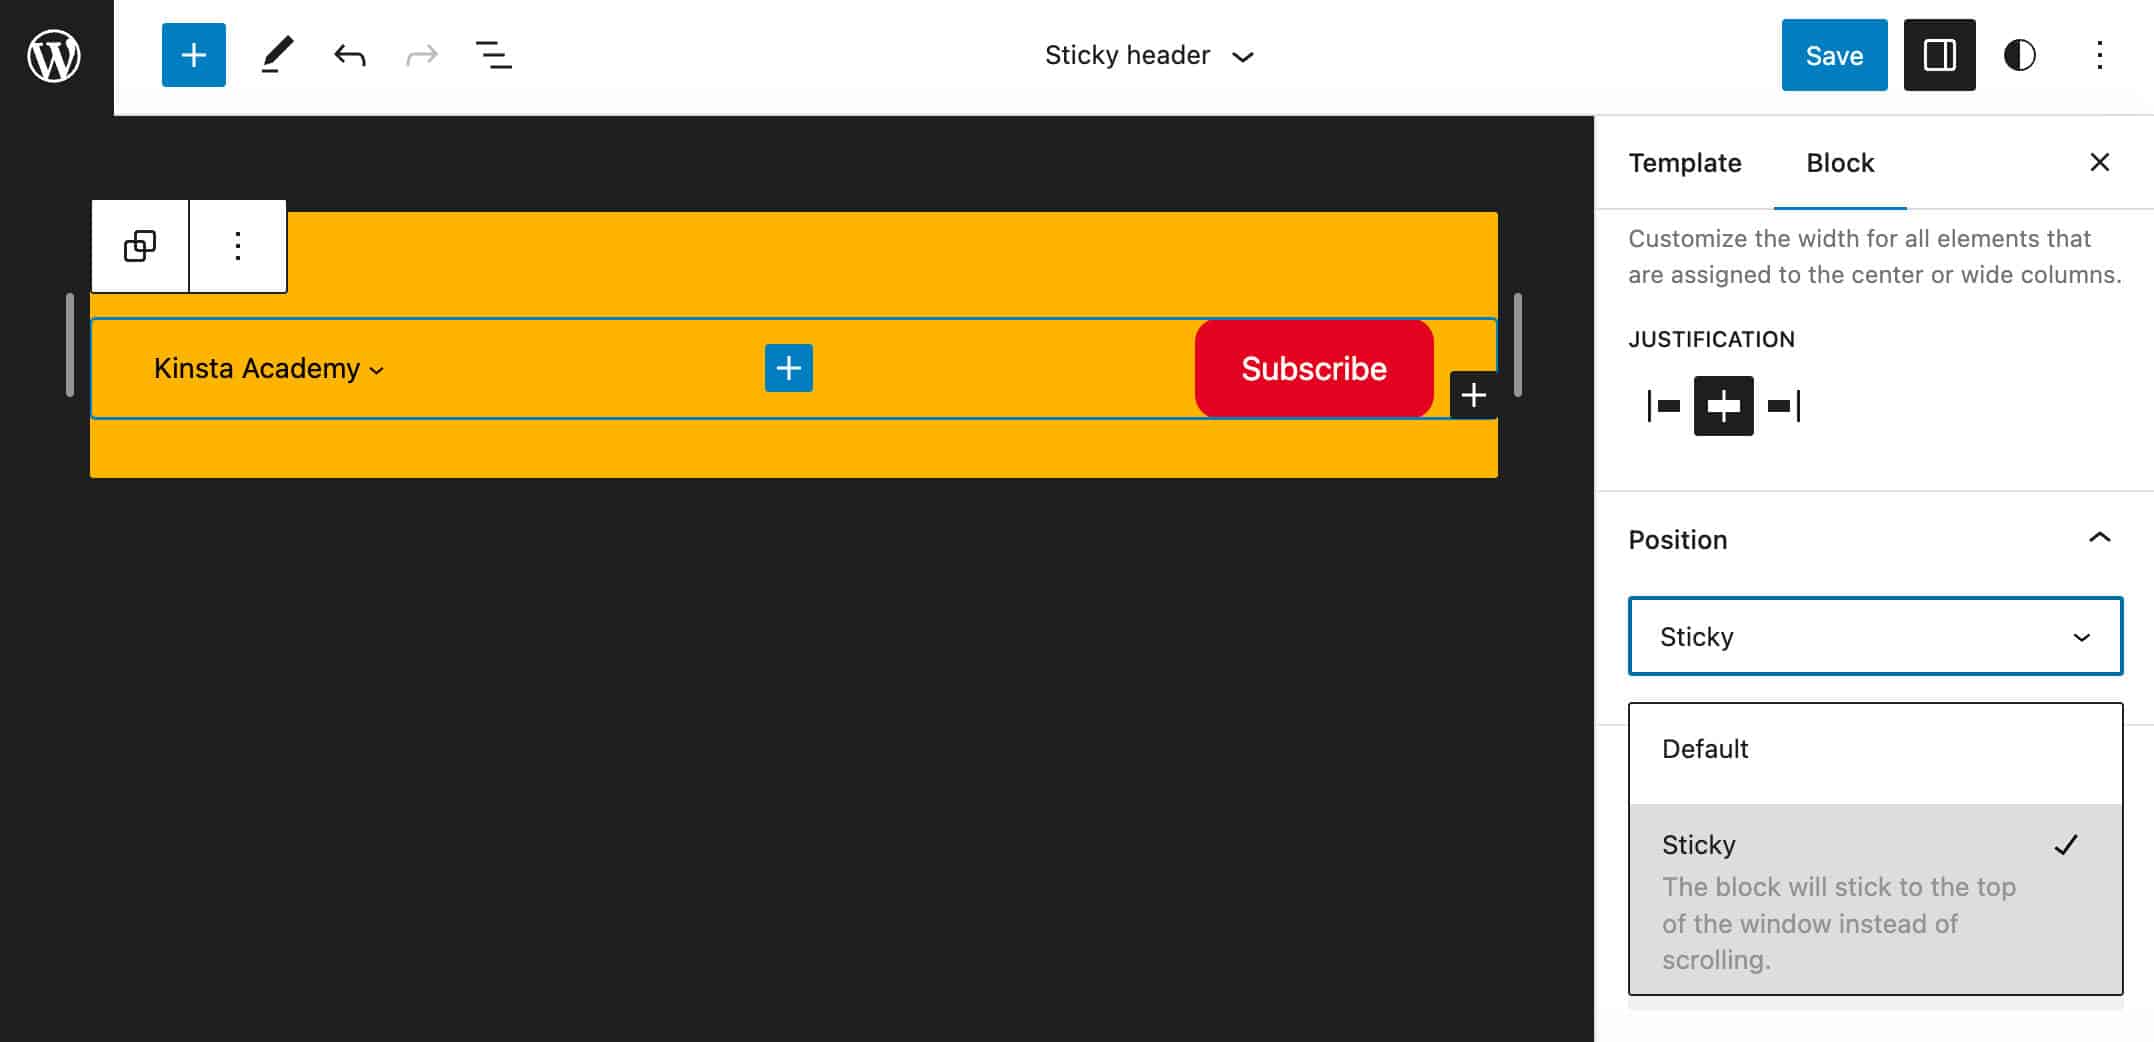 Sticky header
Save
Template
Block
Customize the width for all elements that
are assigned to the center or wide columns.
JUSTIFICATION
Kinsta Academy
Subscribe
Position
Sticky
Default
Sticky
The block will stick to the top
of the window instead of
scrolling.